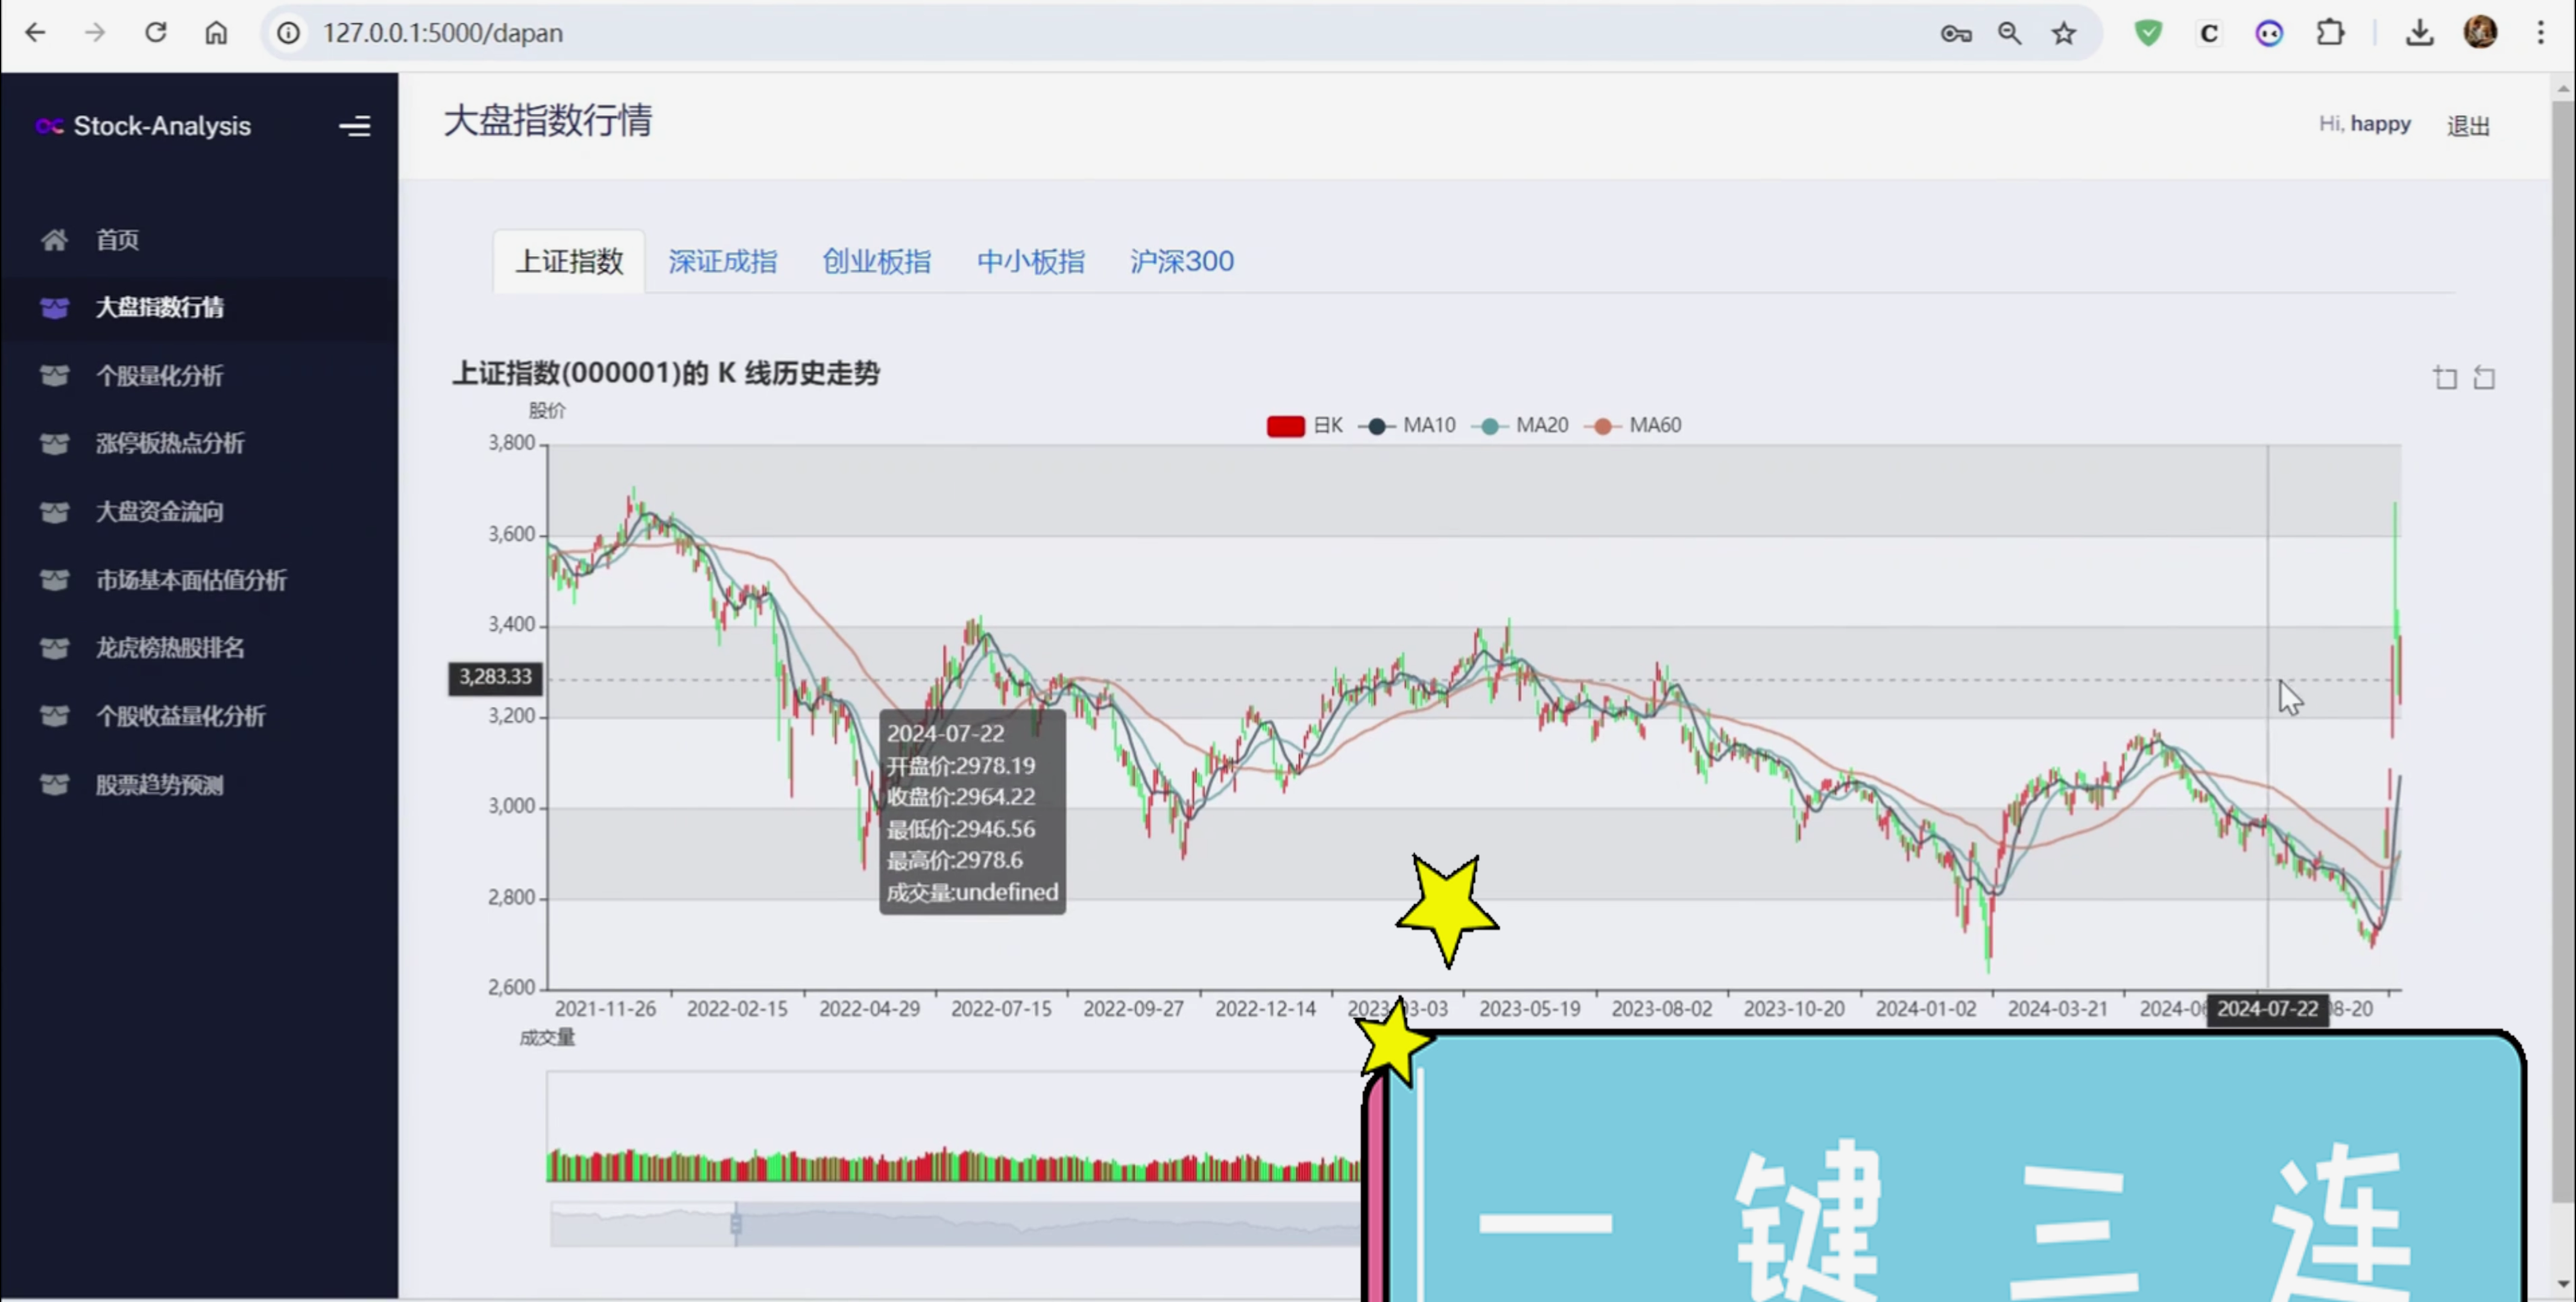 127.0.0.1:5000/dapan
C
Stock-Analysis
大盘指数行情
Hi, happy
退出
首页
大盘指数行情
个股量化分析
涨停板热点分析
大盘资金流向
市场基本面估值分析
龙虎榜热股排名
个股收益量化分析
股票趋势预测
上证指数
深证成指
创业板指
中小板指
沪深300
上证指数(000001)的 K 线历史走势
股价
日K
MA10
MA20
MA60
3,800
3,600
3,400
3,283.33
3,200
3,000
2,800
2,600
2024-07-22
开盘价:2978.19
收盘价:2964.22
最低价:2946.56
最高价:2978.6
成交量:undefined
2021-11-26
2022-02-15
2022-04-29
2022-07-15
2022-09-27
2022-12-14
2023-03-03
2023-05-19
2023-08-02
2023-10-20
2024-01-02
2024-03-21
2024-0
2024-07-22
8-20
成交量
一键三连